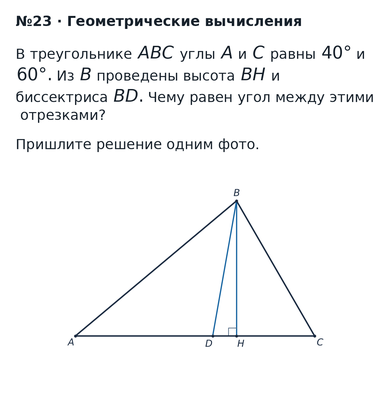 №23 · Геометрические вычисления
В треугольнике ABC углы A и C равны 40° и
60°. Из B проведены высота BH и
биссектриса BD. Чему равен угол между этими
отрезками?
Пришлите решение одним фото.
B
A
D
H
C